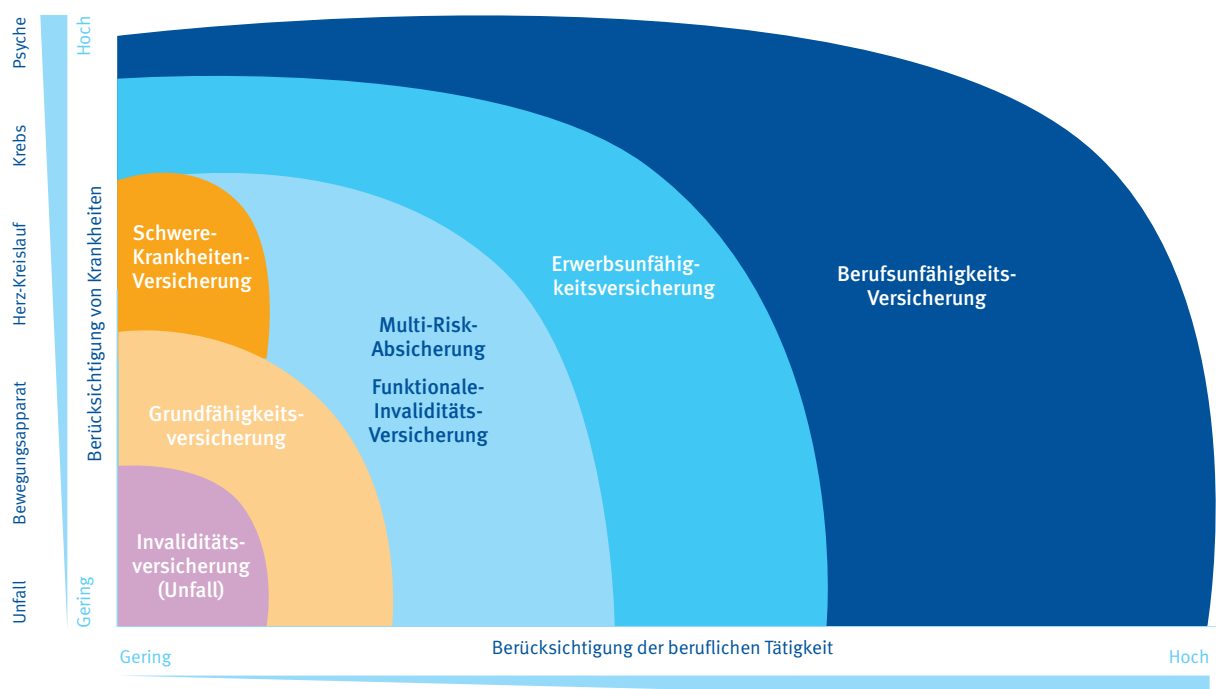 Psyche
Krebs
Herz-Kreislauf
Bewegungsapparat
Unfall
Hoch
Berücksichtigung von Krankheiten
Gering
Schwere-
Krankheiten-
Versicherung
Grundfähigkeits-
versicherung
Invaliditäts-
versicherung
(Unfall)
Multi-Risk-
Absicherung
Funktionale-
Invaliditäts-
Versicherung
Erwerbsunfähig-
keitsversicherung
Berufsunfähigkeits-
Versicherung
Gering
Berücksichtigung der beruflichen Tätigkeit
Hoch